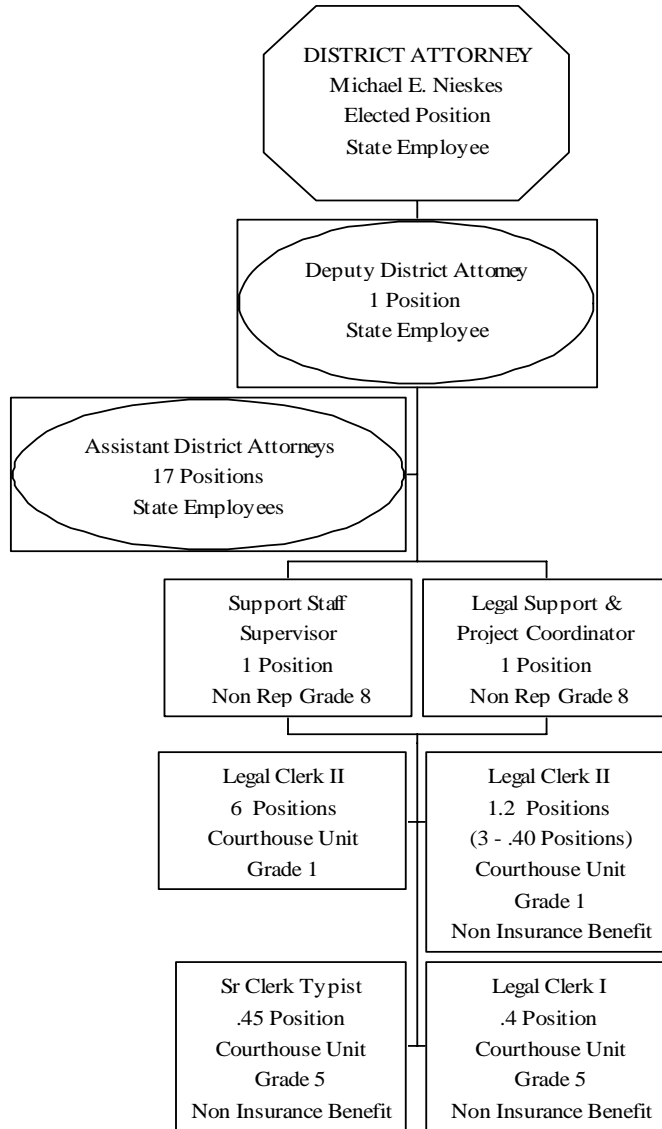 DISTRICT ATTORNEY
Michael E. Nieskes
Elected Position
State Employee
Deputy District Attorney
1 Position
State Employee
Assistant District Attorneys
17 Positions
State Employees
Support Staff
Supervisor
1 Position
Non Rep Grade 8
Legal Support &
Project Coordinator
1 Position
Non Rep Grade 8
Legal Clerk II
6 Positions
Courthouse Unit
Grade 1
Legal Clerk II
1.2 Positions
(3 - .40 Positions)
Courthouse Unit
Grade 1
Non Insurance Benefit
Sr Clerk Typist
.45 Position
Courthouse Unit
Grade 5
Non Insurance Benefit
Legal Clerk I
.4 Position
Courthouse Unit
Grade 5
Non Insurance Benefit